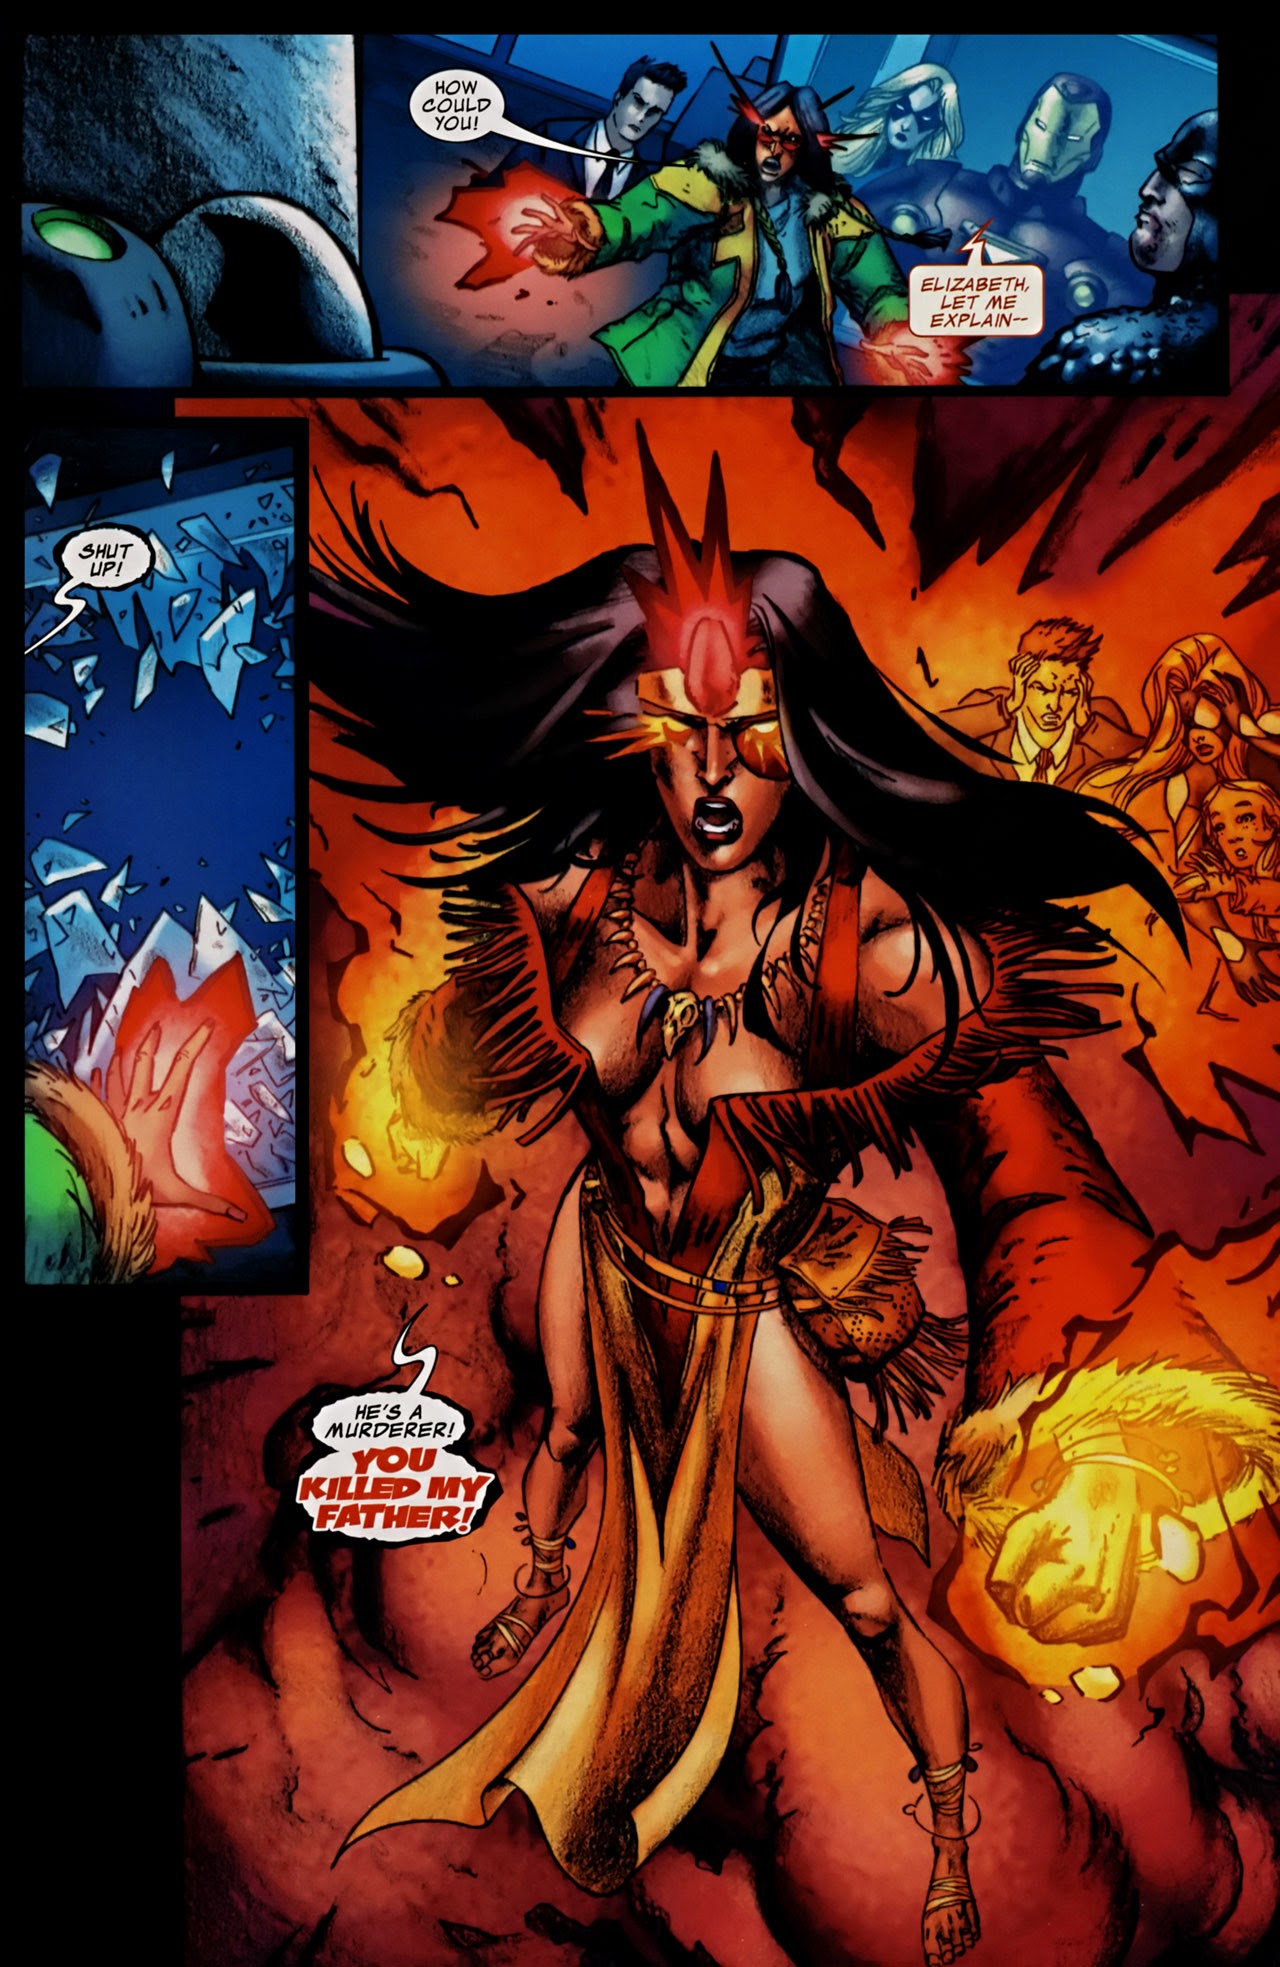 HOW
COULD
YOU!
ELIZABETH,
LET ME
EXPLAIN--
SHUT
UP!
HE'S A
MURDERER!
YOU
KILLED MY
FATHER!